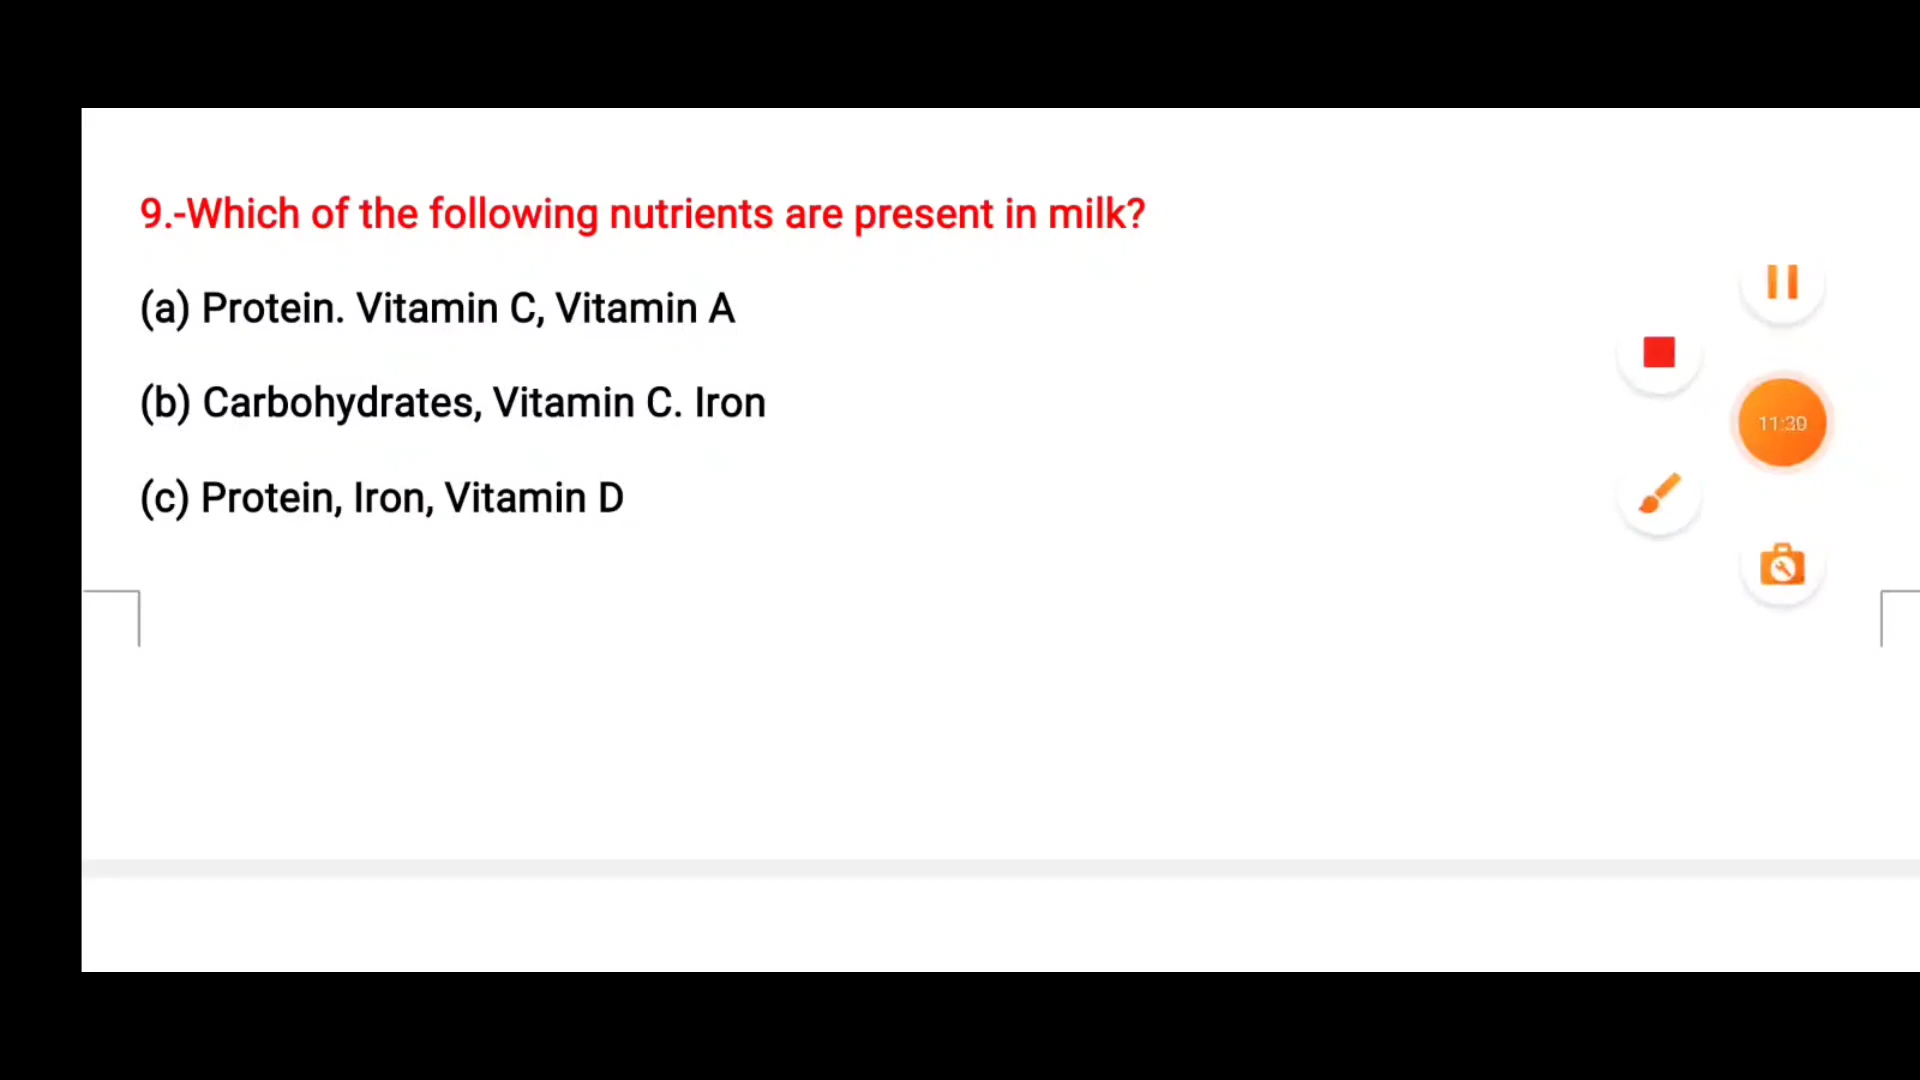 9.-Which of the following nutrients are present in milk?
(a) Protein. Vitamin C, Vitamin A
(b) Carbohydrates, Vitamin C. Iron
(c) Protein, Iron, Vitamin D
11:30